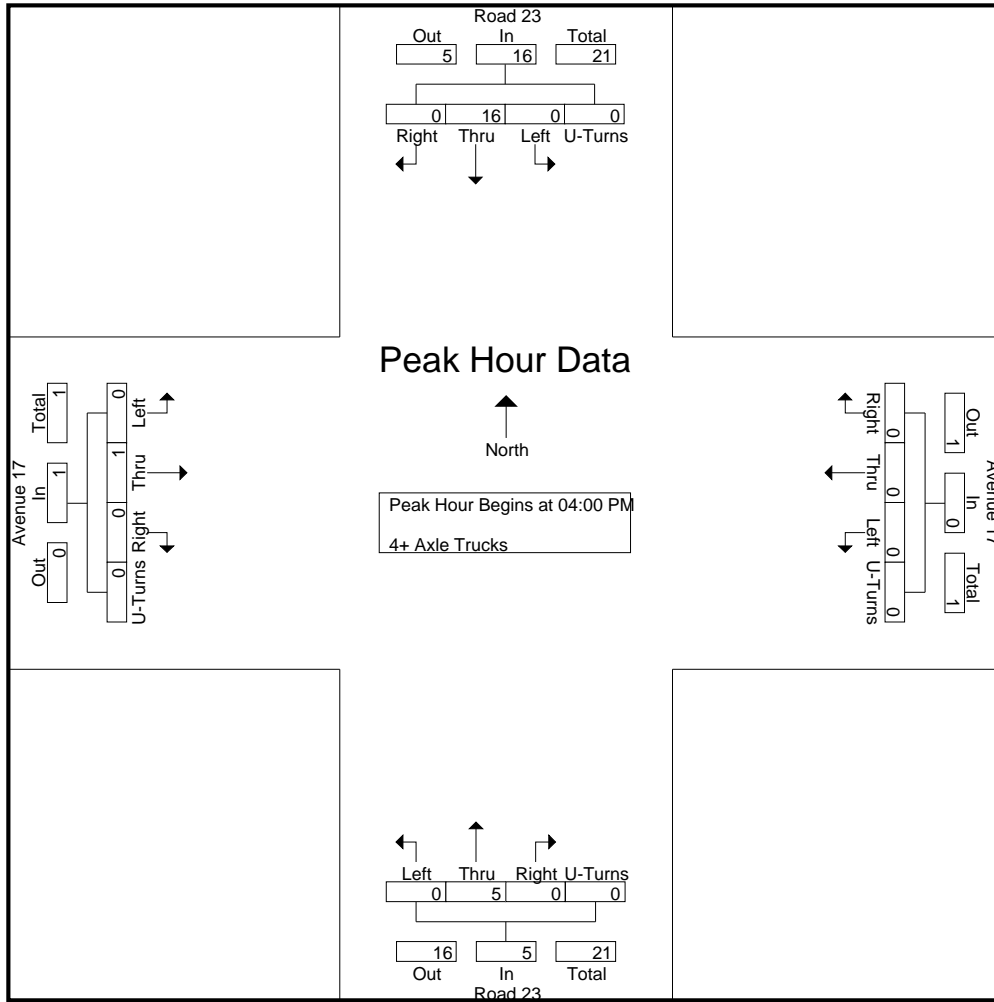 Road 23
Out In Total
5 16 21
0 16 0 0
Right Thru Left U-Turns
Peak Hour Data
North
Peak Hour Begins at 04:00 PM
4+ Axle Trucks
Avenue 17
Total In Out
1 1 0
0 1 0 0
Left Thru Right U-Turns
Right Thru Left U-Turns
0 0 0 0
Out In Total
1 0 1
Avenue 17
Left Thru Right U-Turns
0 5 0 0
16 5 21
Out In Total
Road 23